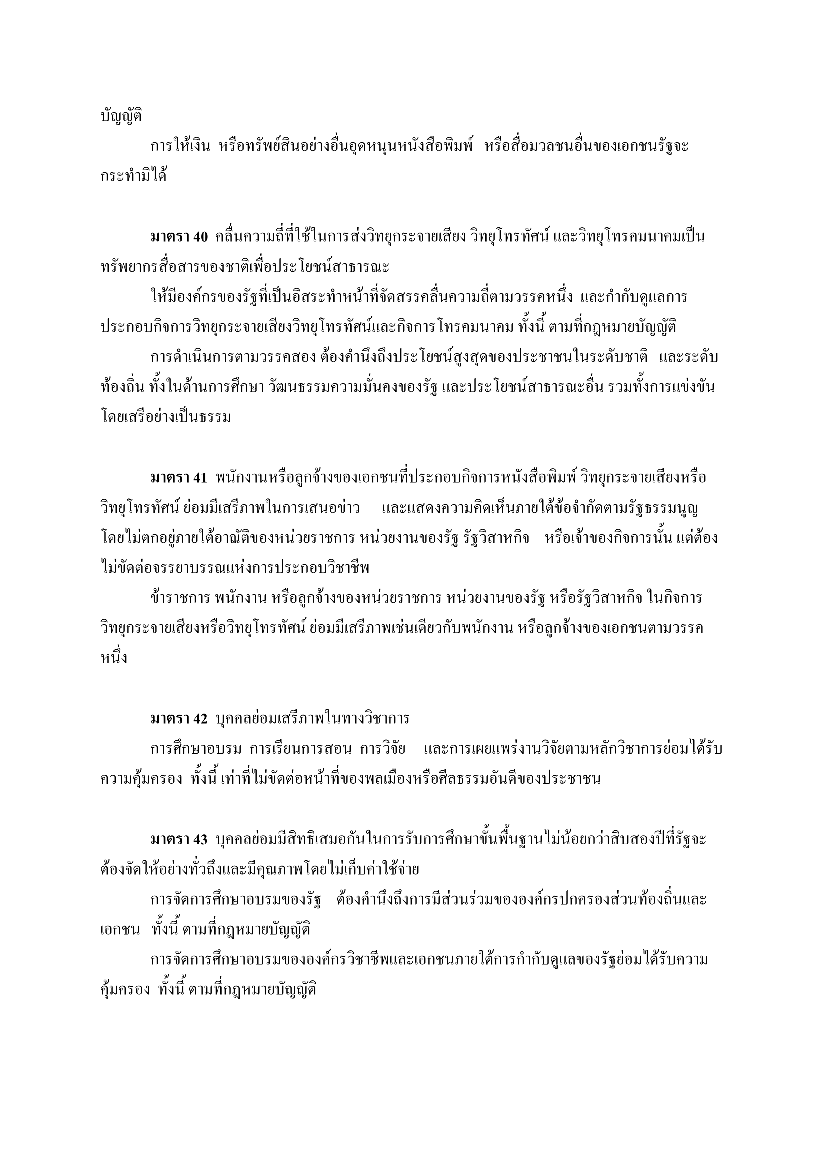 บัญญัติ
การให้เงิน หรือทรัพย์สินอย่างอื่นอุดหนุนหนังสือพิมพ์ หรือสื่อมวลชนอื่นของเอกชนรัฐจะ
กระทำมิได้
มาตรา 40 คลื่นความถี่ที่ใช้ในการส่งวิทยุกระจายเสียง วิทยุโทรทัศน์ และวิทยุโทรคมนาคมเป็น
ทรัพยากรสื่อสารของชาติเพื่อประโยชน์สาธารณะ
ให้มีองค์กรของรัฐที่เป็นอิสระทำหน้าที่จัดสรรคลื่นความถี่ตามวรรคหนึ่ง และกำกับดูแลการ
ประกอบกิจการวิทยุกระจายเสียงวิทยุโทรทัศน์และกิจการโทรคมนาคม ทั้งนี้ ตามที่กฎหมายบัญญัติ
การดำเนินการตามวรรคสอง ต้องคำนึงถึงประโยชน์สูงสุดของประชาชนในระดับชาติ และระดับ
ท้องถิ่น ทั้งในด้านการศึกษา วัฒนธรรมความมั่นคงของรัฐ และประโยชน์สาธารณะอื่น รวมทั้งการแข่งขัน
โดยเสรีอย่างเป็นธรรม
มาตรา 41 พนักงานหรือลูกจ้างของเอกชนที่ประกอบกิจการหนังสือพิมพ์ วิทยุกระจายเสียงหรือ
วิทยุโทรทัศน์ ย่อมมีเสรีภาพในการเสนอข่าว และแสดงความคิดเห็นภายใต้ข้อจำกัดตามรัฐธรรมนูญ
โดยไม่ตกอยู่ภายใต้อาณัติของหน่วยราชการ หน่วยงานของรัฐ รัฐวิสาหกิจ หรือเจ้าของกิจการนั้น แต่ต้อง
ไม่ขัดต่อจรรยาบรรณแห่งการประกอบวิชาชีพ
ข้าราชการ พนักงาน หรือลูกจ้างของหน่วยราชการ หน่วยงานของรัฐ หรือรัฐวิสาหกิจ ในกิจการ
วิทยุกระจายเสียงหรือวิทยุโทรทัศน์ ย่อมมีเสรีภาพเช่นเดียวกับพนักงาน หรือลูกจ้างของเอกชนตามวรรค
หนึ่ง
มาตรา 42 บุคคลย่อมเสรีภาพในทางวิชาการ
การศึกษาอบรม การเรียนการสอน การวิจัย และการเผยแพร่งานวิจัยตามหลักวิชาการย่อมได้รับ
ความคุ้มครอง ทั้งนี้ เท่าที่ไม่ขัดต่อหน้าที่ของพลเมืองหรือศีลธรรมอันดีของประชาชน
มาตรา 43 บุคคลย่อมมีสิทธิเสมอกันในการรับการศึกษาขั้นพื้นฐานไม่น้อยกว่าสิบสองปีที่รัฐจะ
ต้องจัดให้อย่างทั่วถึงและมีคุณภาพโดยไม่เก็บค่าใช้จ่าย
การจัดการศึกษาอบรมของรัฐ ต้องคำนึงถึงการมีส่วนร่วมขององค์กรปกครองส่วนท้องถิ่นและ
เอกชน ทั้งนี้ ตามที่กฎหมายบัญญัติ
การจัดการศึกษาอบรมขององค์กรวิชาชีพและเอกชนภายใต้การกำกับดูแลของรัฐย่อมได้รับความ
คุ้มครอง ทั้งนี้ ตามที่กฎหมายบัญญัติ